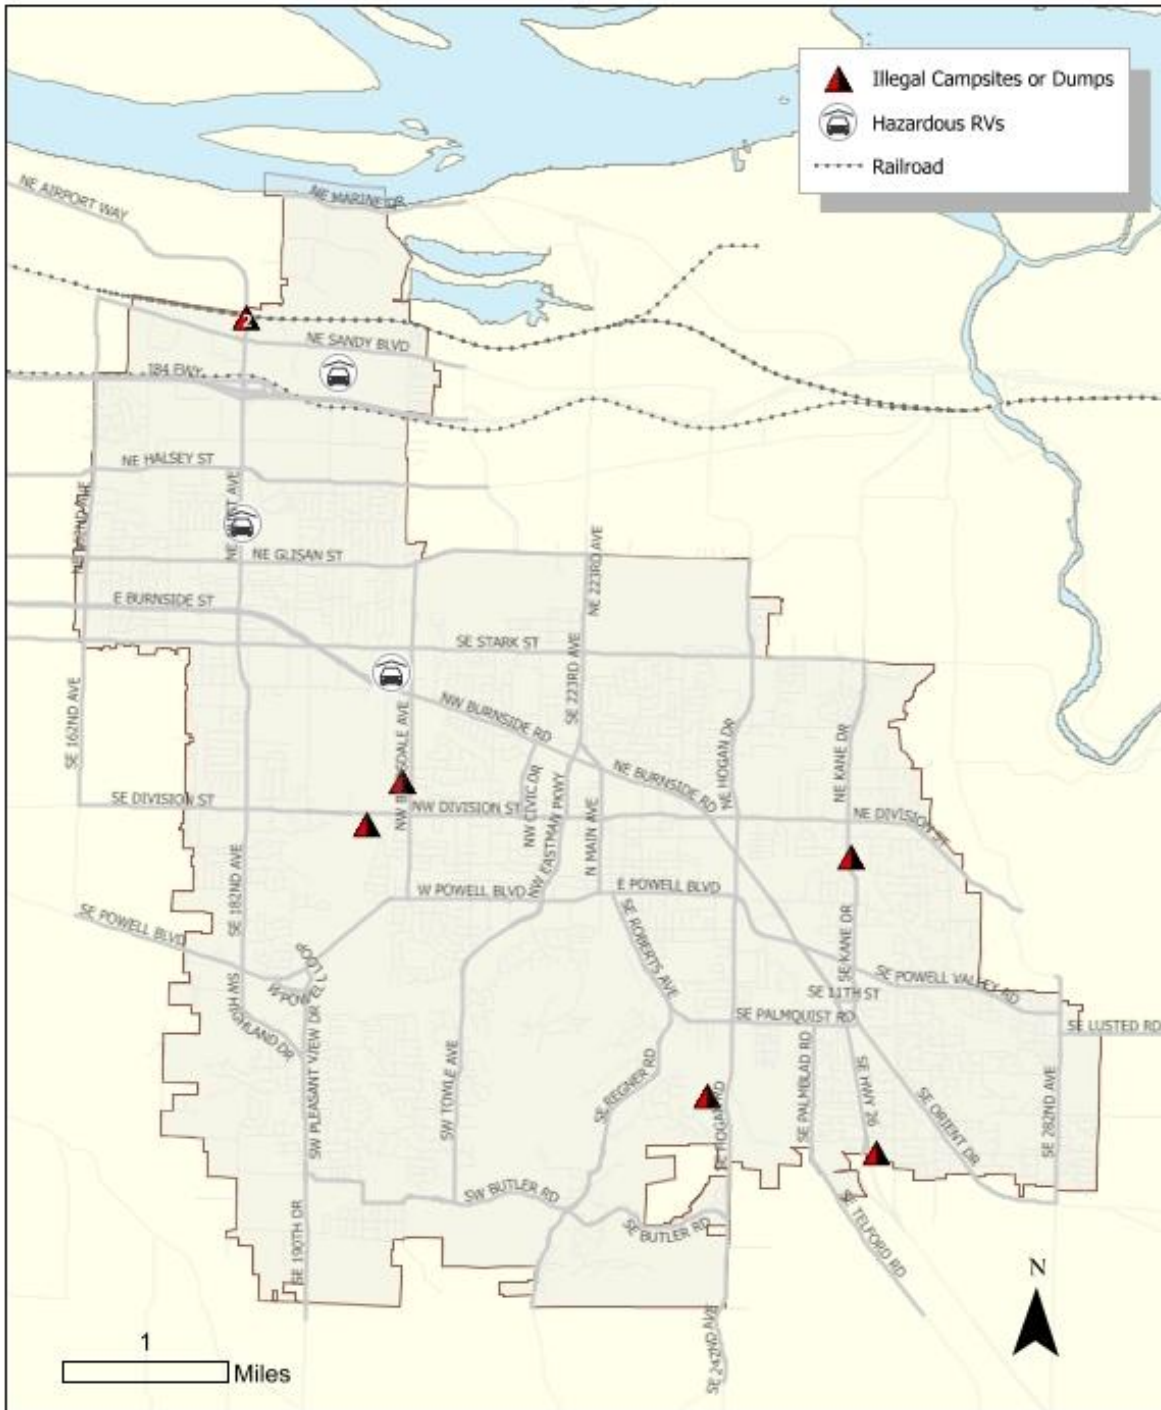 Illegal Campsites or Dumps
Hazardous RVs
Railroad
NE AIRPORT WAY
NE MARINE DR
2
NE SANDY BLVD
184 FWY
NE HALSEY ST
AVE
NE GLISAN ST
NE 223RD AVE
E BURNSIDE ST
SE STARK ST
SE 223RD AVE
SE 162ND AVE
NW BURNSIDE RD
NE HOGAN DR
NE KANE DR
NE BURNSIDE RD
NW CIVIC DR
NW EASTMAN PKWY
SE DIVISION ST
NW DIVISION ST
NE DIVISION ST
N MAIN AVE
SE 182ND AVE
W POWELL BLVD
E POWELL BLVD
SE POWELL BLVD
SE ROBERTS AVE
SE KANE DR
W POWELL LOOP
SE POWELL VALLEY RD
SE 11TH ST
SW HIGHLAND DR
SE PALMQUIST RD
SE LUSTED RD
SW PLEASANT VIEW DR
SW TOWLE AVE
SE REGNER RD
SE HOGAN RD
SE PALMBLAD RD
SE HWY 26
SE ORIENT DR
SE 282ND AVE
SW BUTLER RD
SE BUTLER RD
SE 190TH DR
SE TELFORD RD
SE 242ND AVE
N
1
Miles